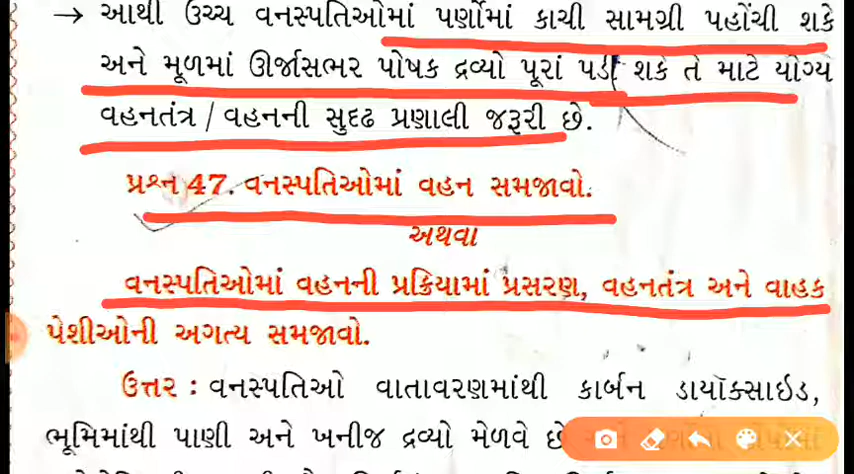 → આથી ઉચ્ચ વનસ્પતિઓમાં પર્ણોમાં કાચી સામગ્રી પહોંચી શકે
અને મૂળમાં ઊર્જાસભર પોષક દ્રવ્યો પૂરાં પડી શકે તે માટે યોગ્ય
વહનતંત્ર / વહનની સુદૃઢ પ્રણાલી જરૂરી છે.
પ્રશ્ન 47. વનસ્પતિઓમાં વહન સમજાવો.
અથવા
વનસ્પતિઓમાં વહનની પ્રક્રિયામાં પ્રસરણ, વહનતંત્ર અને વાહક
પેશીઓની અગત્ય સમજાવો.
ઉત્તર : વનસ્પતિઓ વાતાવરણમાંથી કાર્બન ડાયૉક્સાઇડ,
ભૂમિમાંથી પાણી અને ખનીજ દ્રવ્યો મેળવે છે